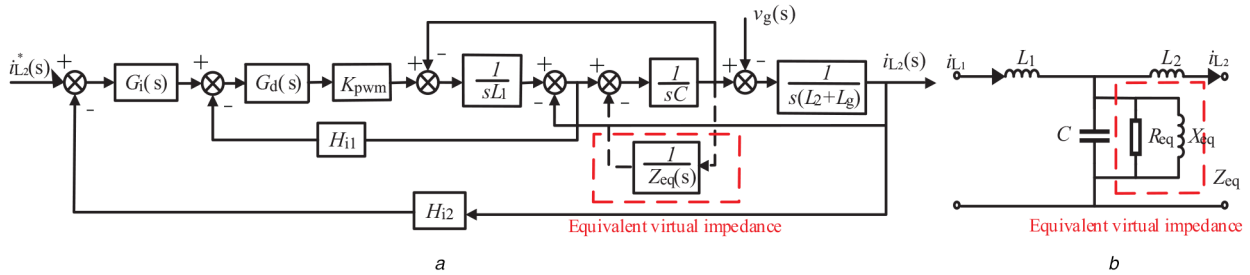 i*L2(s)
+
-
Gi(s)
+
-
Gd(s)
Kpwm
+
-
1
sL1
+
-
+
-
1
sC
vg(s)
+
-
1
s(L2+Lg)
iL2(s)
Hi1
1
Zeq(s)
Hi2
Equivalent virtual impedance
a
iL1
L1
L2
iL2
C
Req
Xeq
Zeq
Equivalent virtual impedance
b